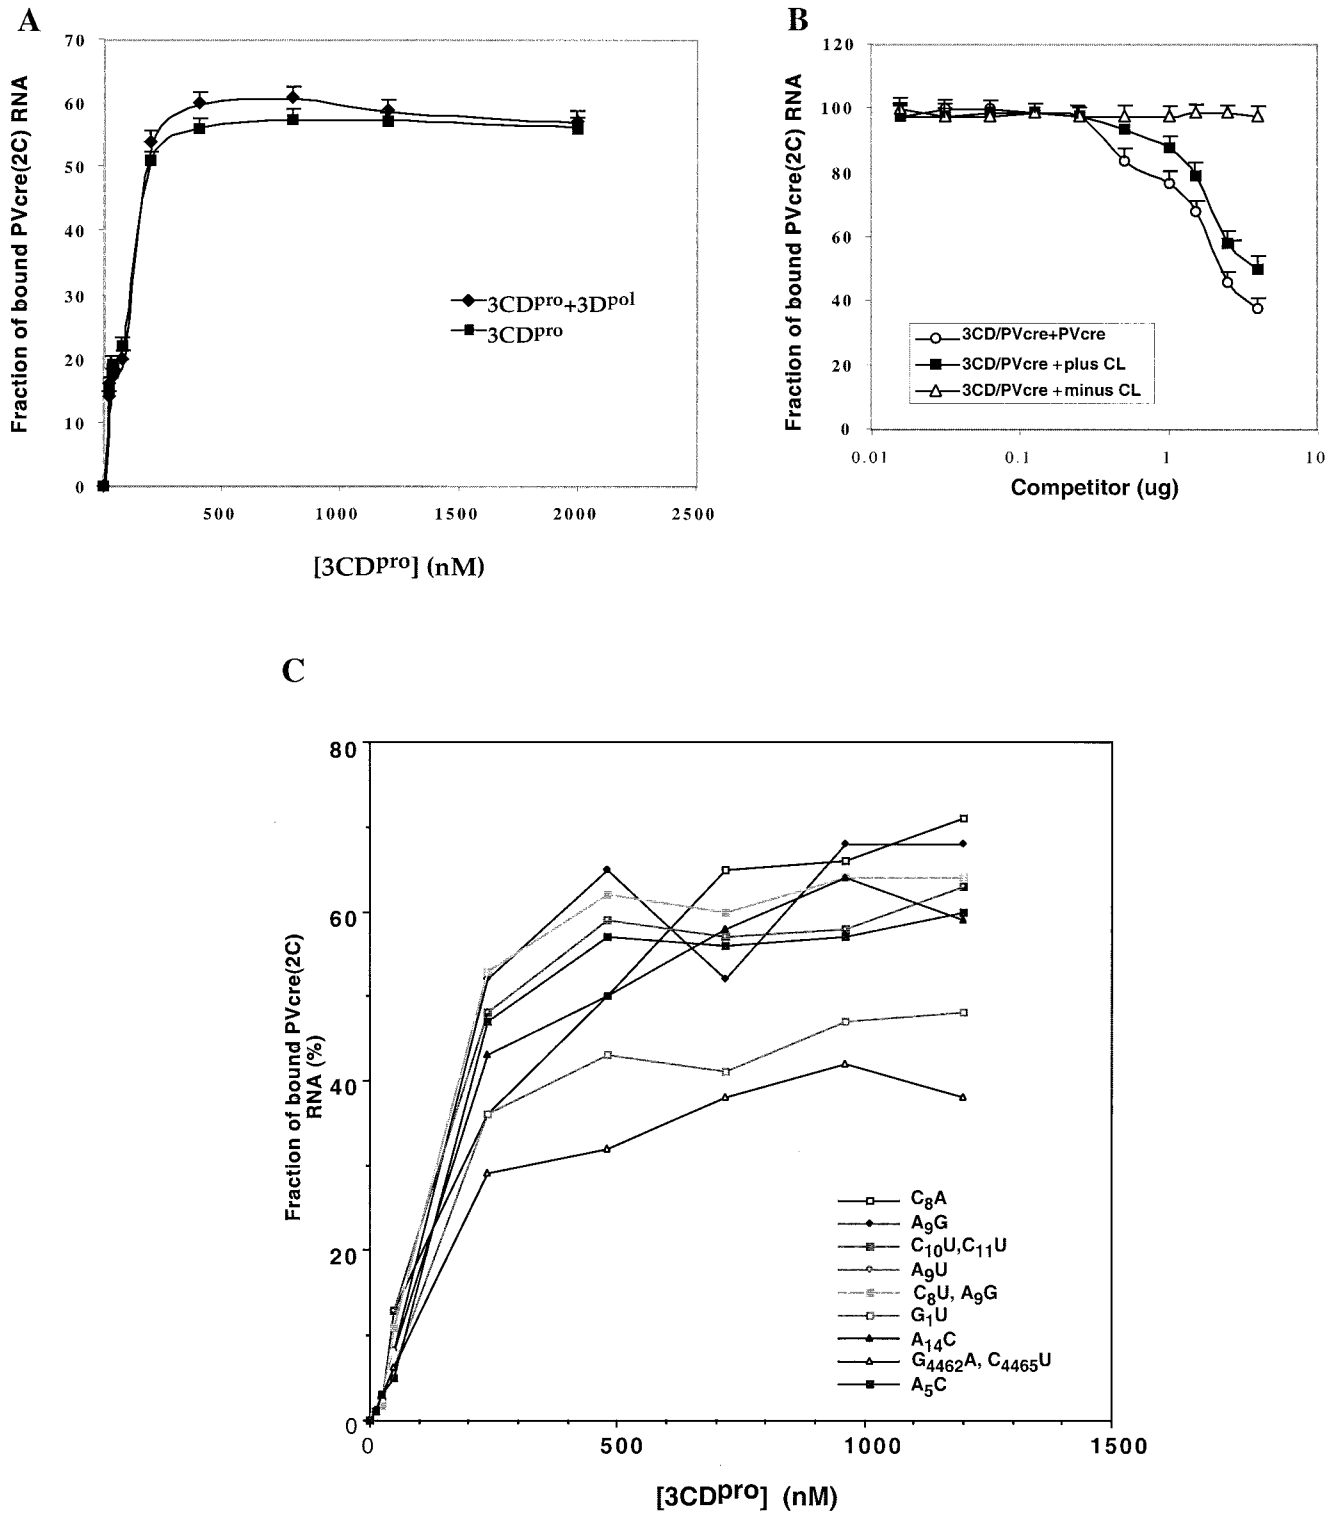 A
70
60
50
40
30
20
10
0
Fraction of bound PVcre(2C) RNA
3CDpro+3Dpol
3CDpro
500
1000
1500
2000
2500
[3CDpro] (nM)
B
120
100
80
60
40
20
0
Fraction of bound PVcre(2C) RNA
3CD/PVcre+PVcre
3CD/PVcre +plus CL
3CD/PVcre +minus CL
0.01
0.1
1
10
Competitor (ug)
C
80
60
40
20
0
Fraction of bound PVcre(2C)
RNA (%)
C8A
A9G
C10U,C11U
A9U
C8U, A9G
G1U
A14C
G4462A, C4465U
A5C
0
500
1000
1500
[3CDpro] (nM)